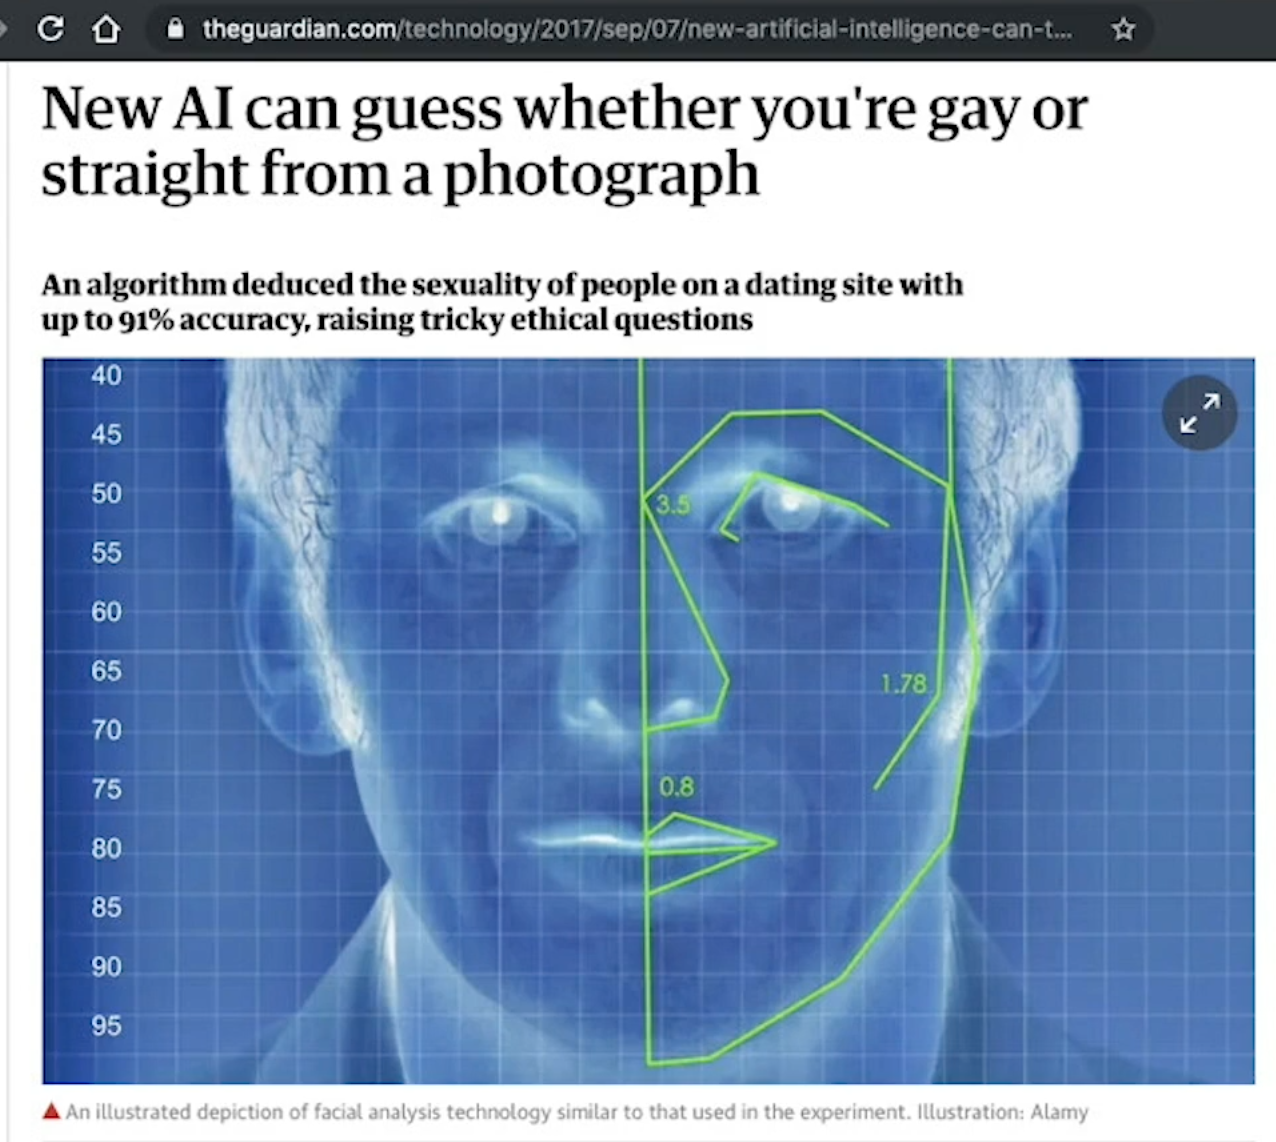 theguardian.com/technology/2017/sep/07/new-artificial-intelligence-can-t...
New AI can guess whether you're gay or
straight from a photograph
An algorithm deduced the sexuality of people on a dating site with
up to 91% accuracy, raising tricky ethical questions
40
45
50
3.5
55
60
65
1.78
70
75
0.8
80
85
90
95
An illustrated depiction of facial analysis technology similar to that used in the experiment. Illustration: Alamy